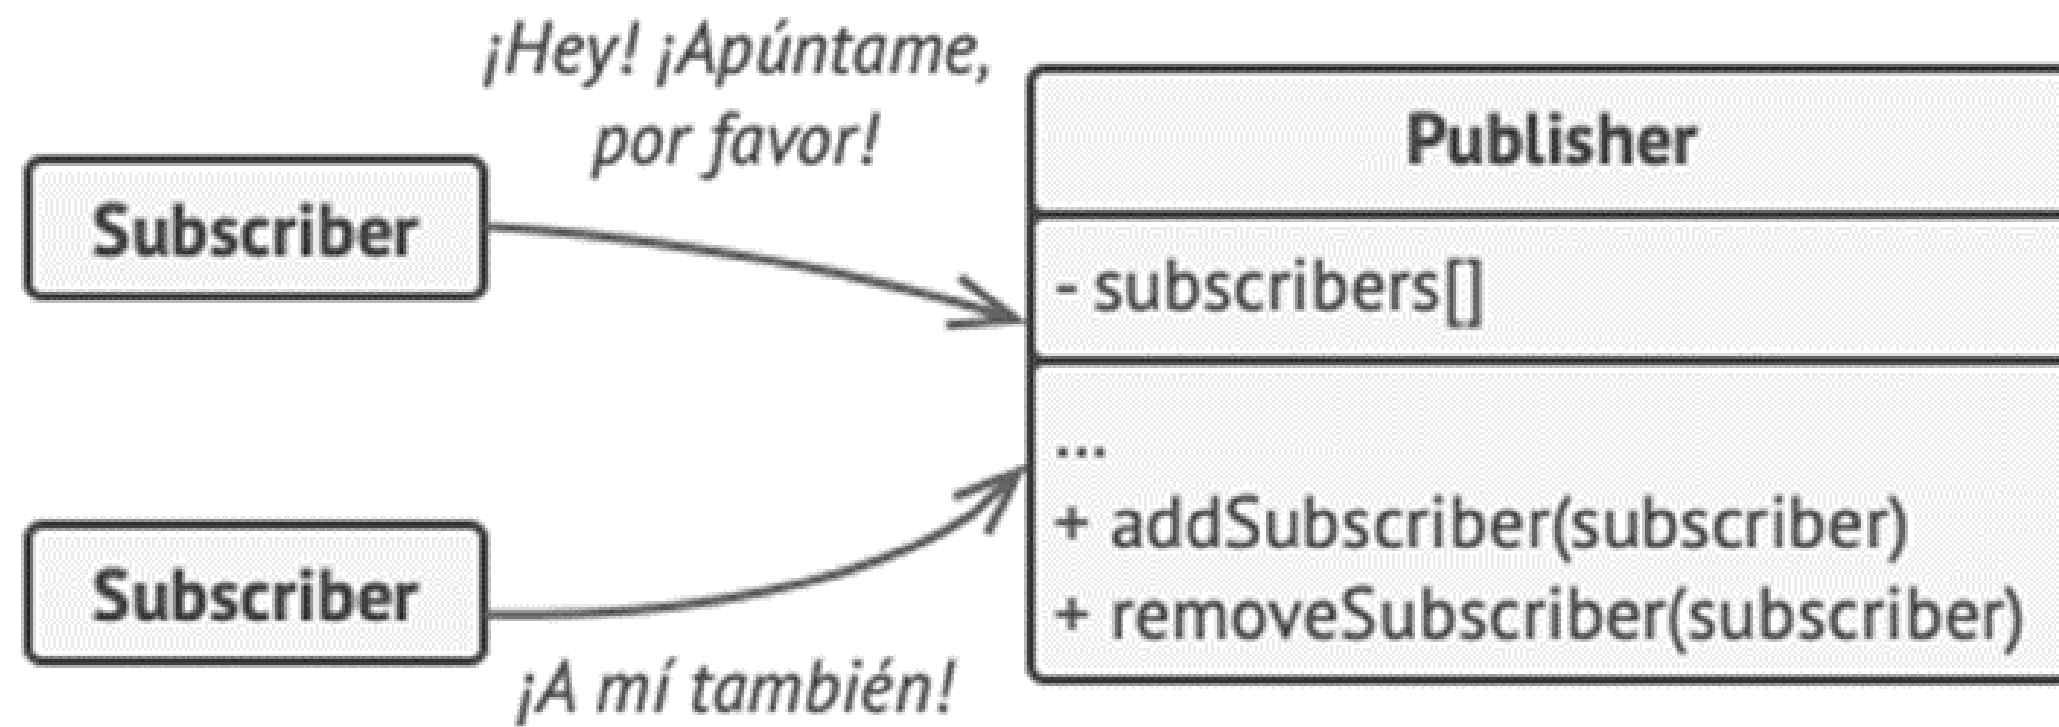 ¡Hey! ¡Apúntame,
por favor!
Subscriber
Subscriber
¡A mí también!
Publisher
- subscribers[]
...
+ addSubscriber(subscriber)
+ removeSubscriber(subscriber)